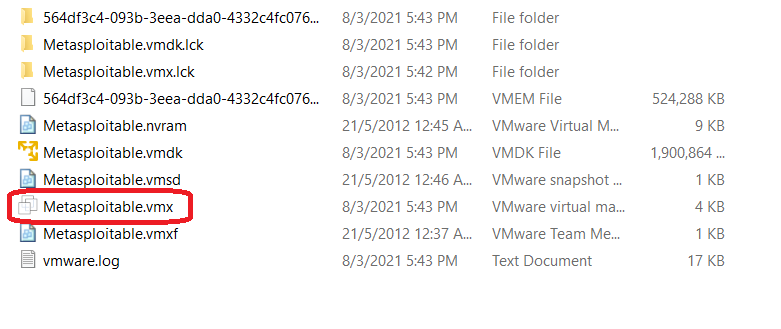 564df3c4-093b-3eea-dda0-4332c4fc076... 8/3/2021 5:43 PM File folder
Metasploitable.vmdk.lck 8/3/2021 5:43 PM File folder
Metasploitable.vmx.lck 8/3/2021 5:42 PM File folder
564df3c4-093b-3eea-dda0-4332c4fc076... 8/3/2021 5:43 PM VMEM File 524,288 KB
Metasploitable.nvram 21/5/2012 12:45 A... VMware Virtual M... 9 KB
Metasploitable.vmdk 8/3/2021 5:43 PM VMDK File 1,900,864 ...
Metasploitable.vmsd 21/5/2012 12:46 A... VMware snapshot ... 1 KB
Metasploitable.vmx 8/3/2021 5:43 PM VMware virtual ma... 4 KB
Metasploitable.vmxf 21/5/2012 12:37 A... VMware Team Me... 1 KB
vmware.log 8/3/2021 5:43 PM Text Document 17 KB